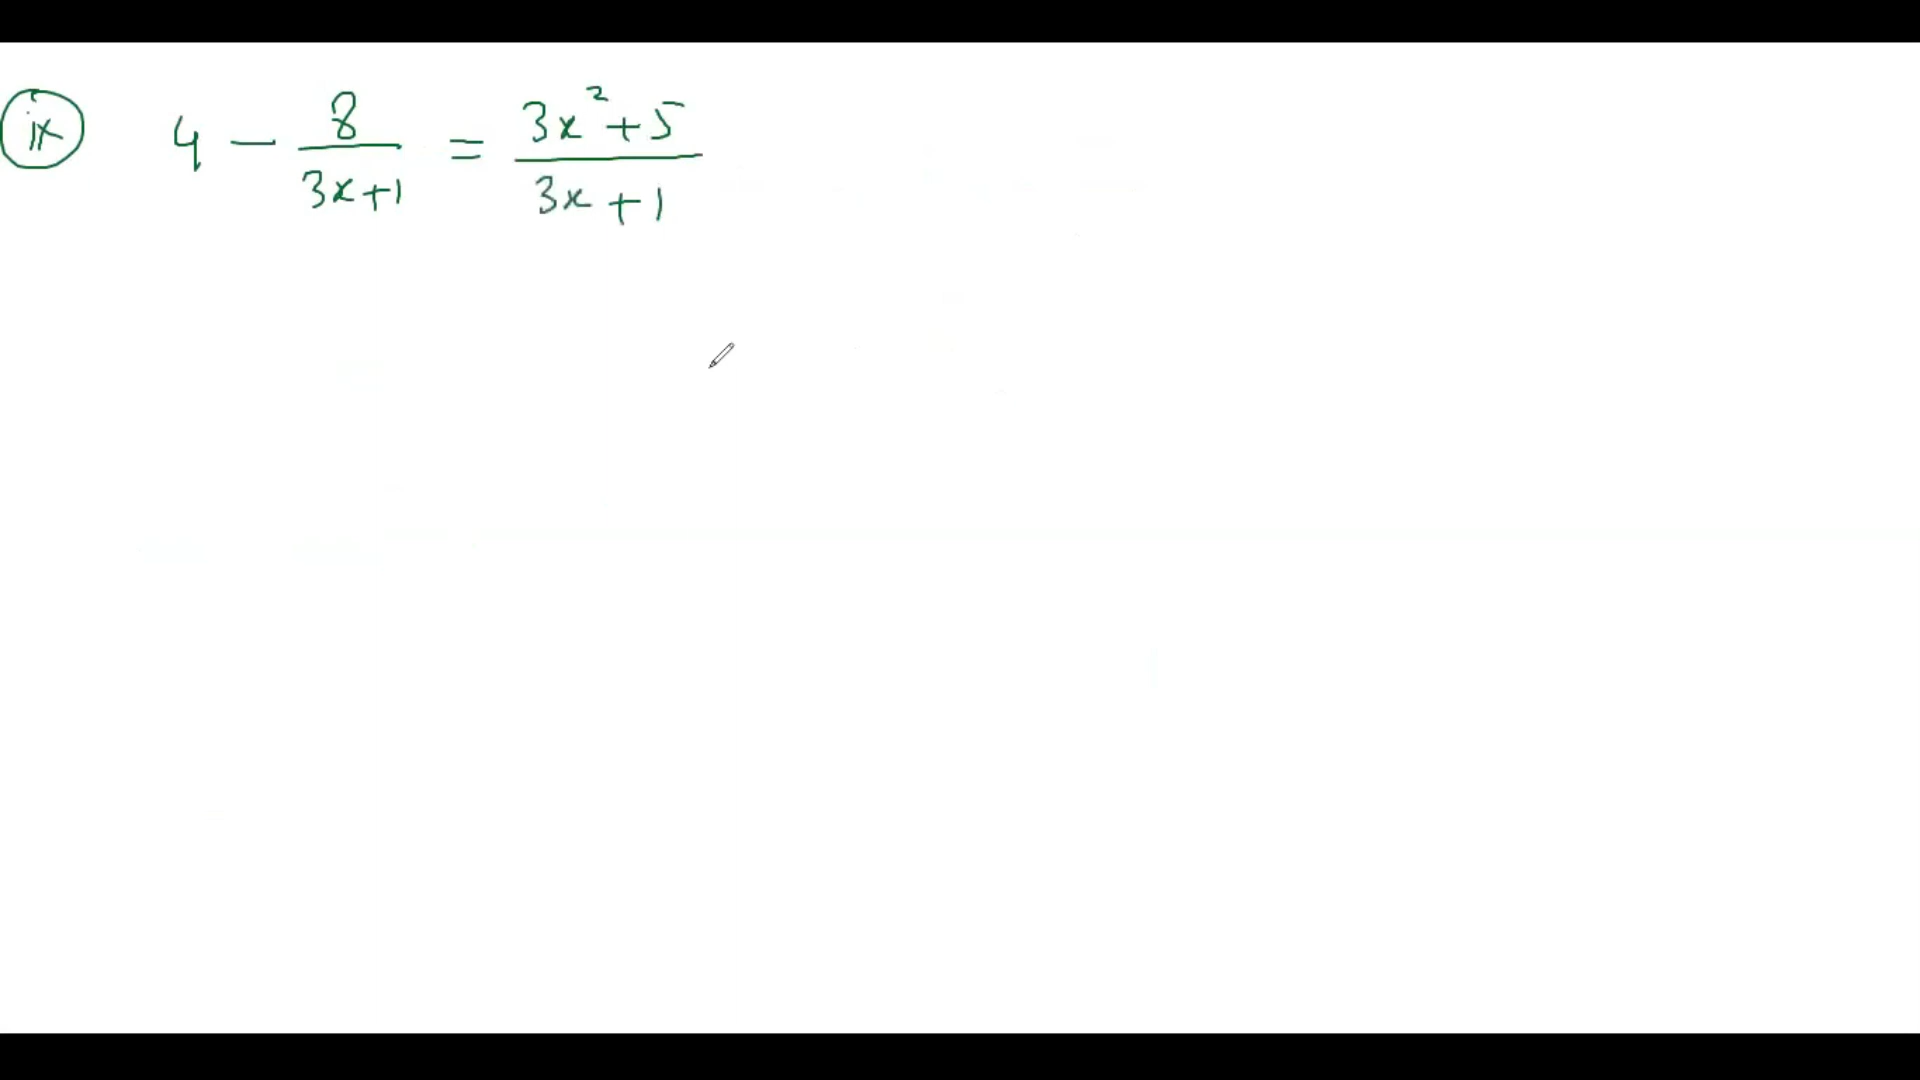 ix 4 - 8/(3x+1) = (3x²+5)/(3x+1)